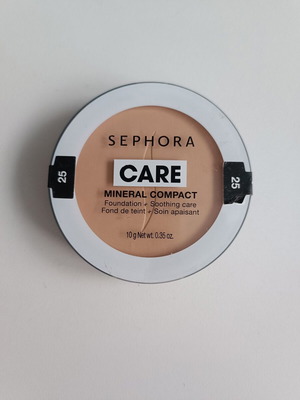 SEPHORA
CARE
MINERAL COMPACT
Foundation • Soothing care
Fond de teint • Soin apaisant
10g Net wt. 0.35 oz.
25
25